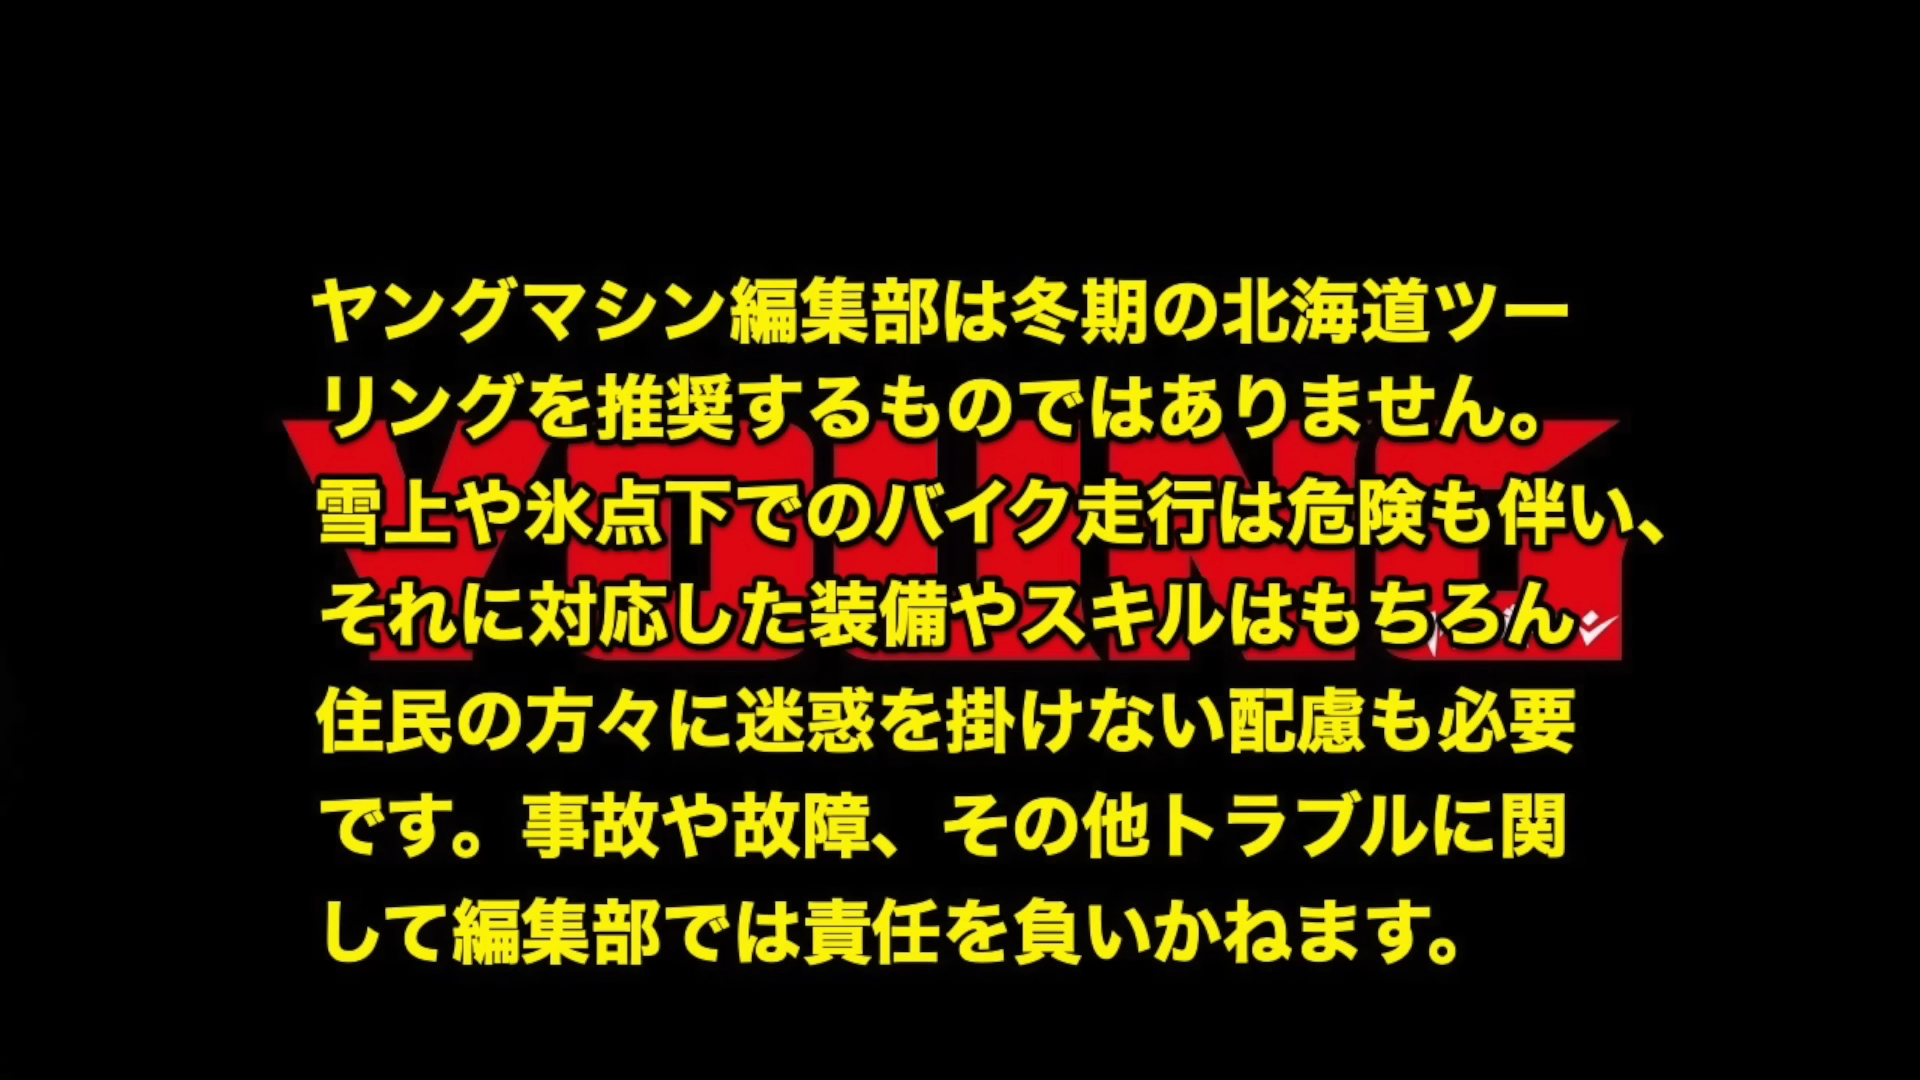 ヤングマシン編集部は冬期の北海道ツー
リングを推奨するものではありません。
雪上や氷点下でのバイク走行は危険も伴い、
それに対応した装備やスキルはもちろん
住民の方々に迷惑を掛けない配慮も必要
です。事故や故障、その他トラブルに関
して編集部では責任を負いかねます。
YOUNG